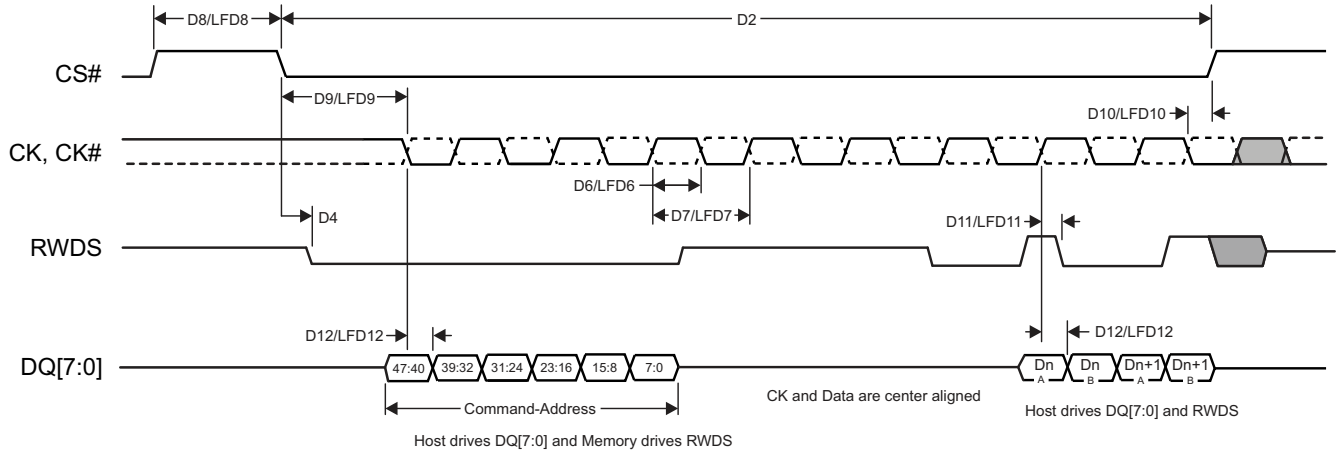 D8/LFD8
D2
CS#
D9/LFD9
D10/LFD10
CK, CK#
D6/LFD6
D7/LFD7
D4
D11/LFD11
RWDS
D12/LFD12
D12/LFD12
DQ[7:0]
47:40 39:32 31:24 23:16 15:8 7:0
Dn Dn Dn+1 Dn+1
A B A B
Command-Address
CK and Data are center aligned
Host drives DQ[7:0] and RWDS
Host drives DQ[7:0] and Memory drives RWDS